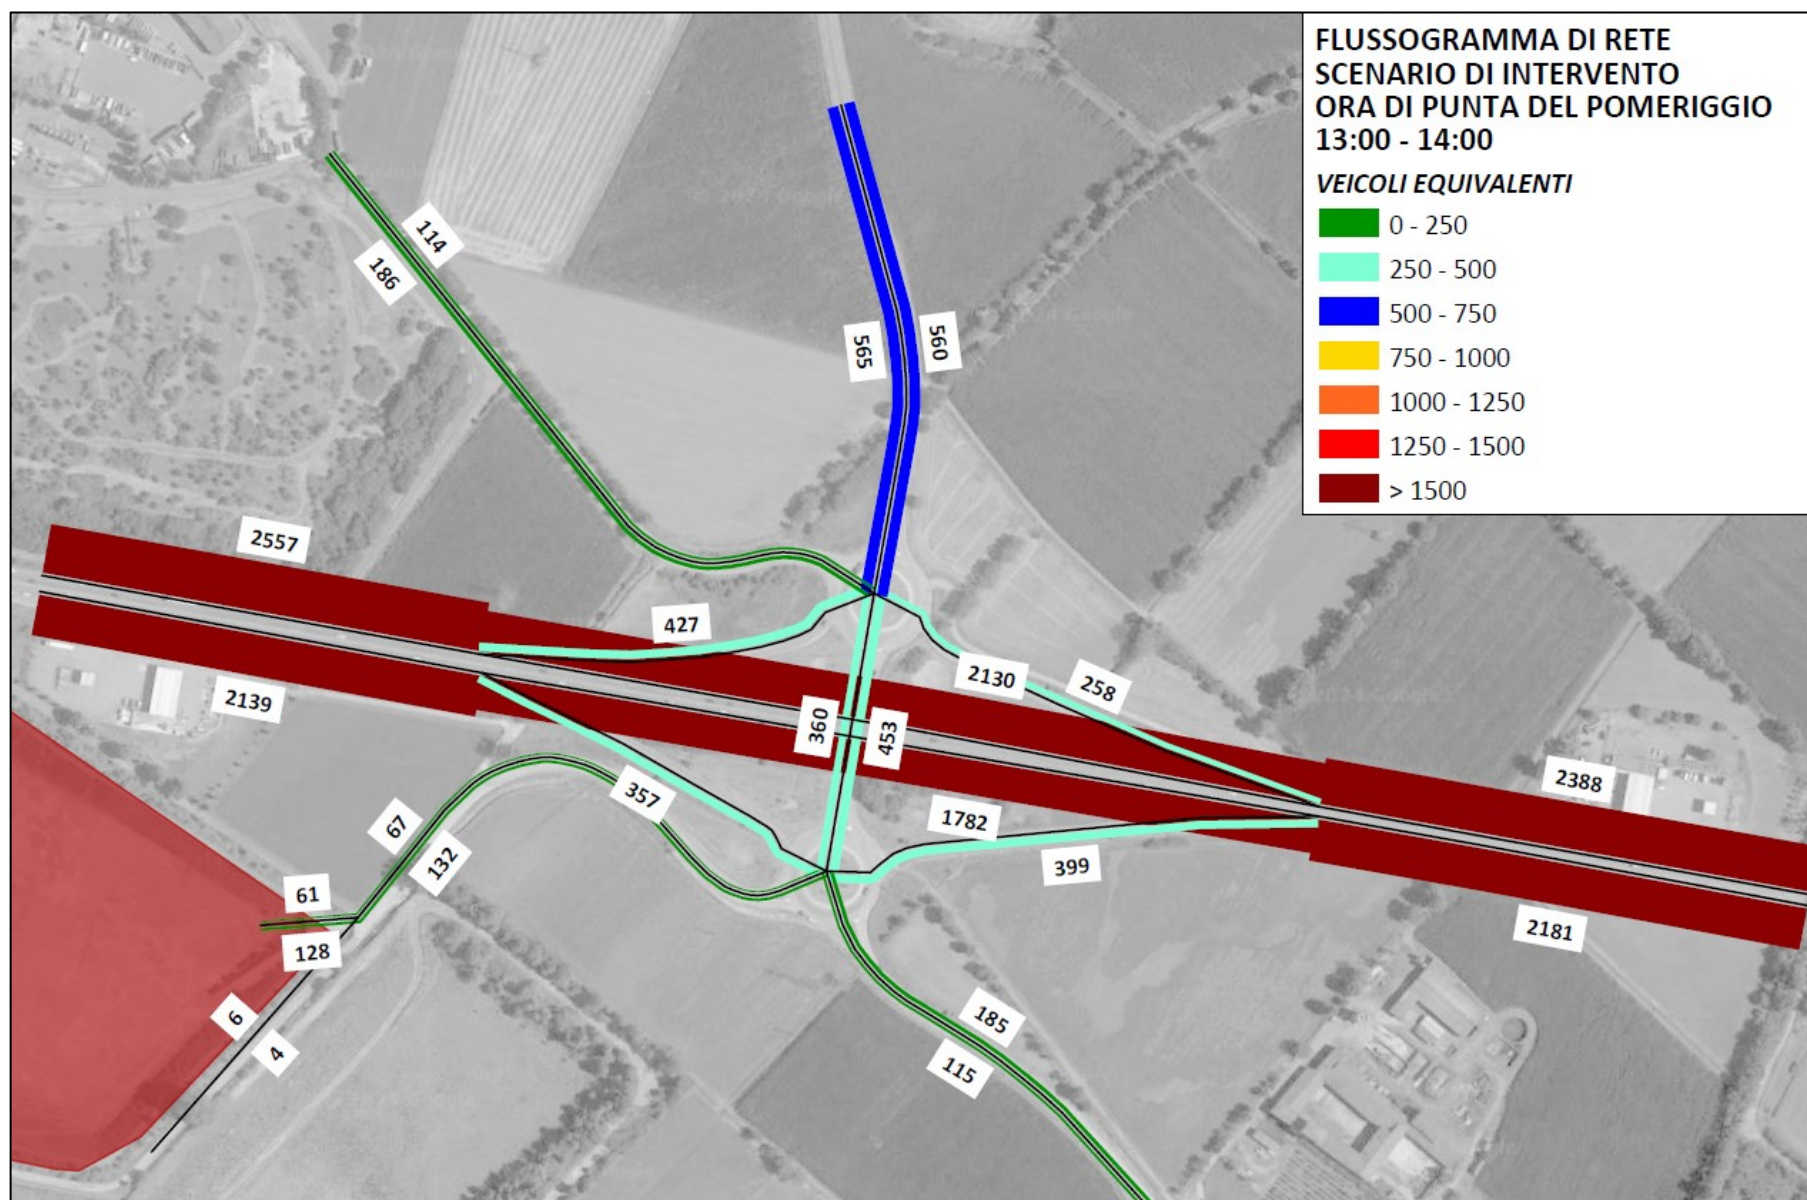 FLUSSOGRAMMA DI RETE
SCENARIO DI INTERVENTO
ORA DI PUNTA DEL POMERIGGIO
13:00 - 14:00
VEICOLI EQUIVALENTI
0 - 250
250 - 500
500 - 750
750 - 1000
1000 - 1250
1250 - 1500
> 1500
114
186
565
560
2557
427
2130
258
2139
360
453
2388
357
1782
67
132
399
61
128
2181
6
4
185
115